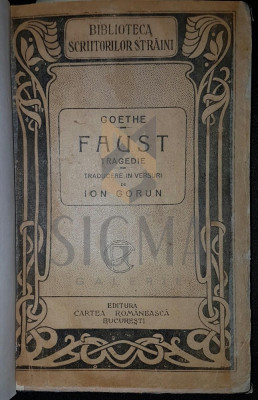 BIBLIOTECA
SCRIITORILOR STRĂINI
GOETHE
FAUST
TRAGEDIE
TRADUCERE IN VERSURI
DE
ION GORUN
SIGMA
GALERIE
EDITURA
CARTEA ROMÂNEASCĂ
BUCUREȘTI